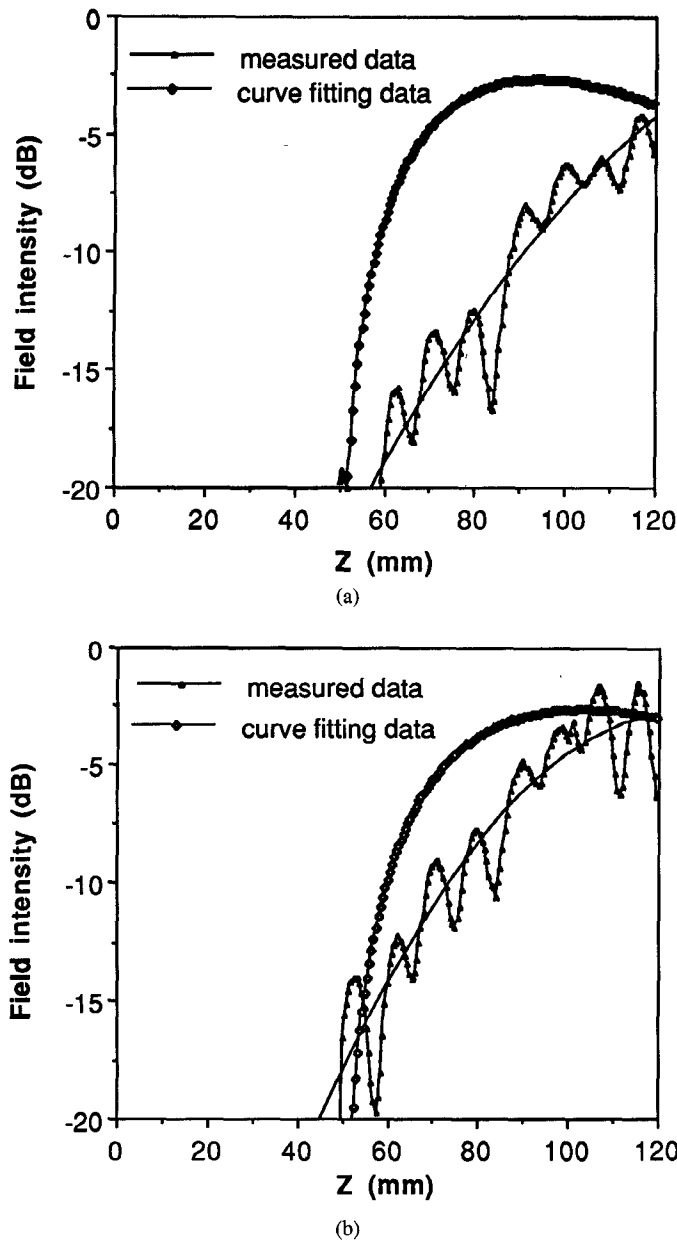 0
measured data
curve fitting data
-5
-10
-15
-20
Field intensity (dB)
0 20 40 60 80 100 120
Z (mm)
(a)
0
measured data
curve fitting data
-5
-10
-15
-20
Field intensity (dB)
0 20 40 60 80 100 120
Z (mm)
(b)